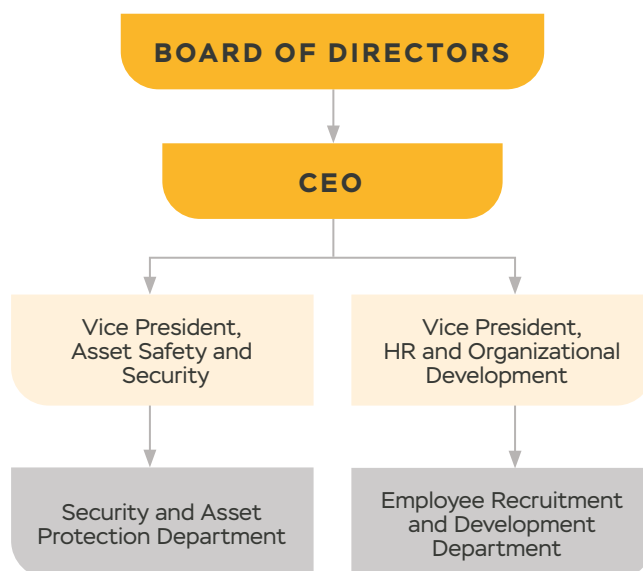 BOARD OF DIRECTORS
CEO
Vice President,
Asset Safety and
Security
Vice President,
HR and Organizational
Development
Security and Asset
Protection Department
Employee Recruitment
and Development
Department